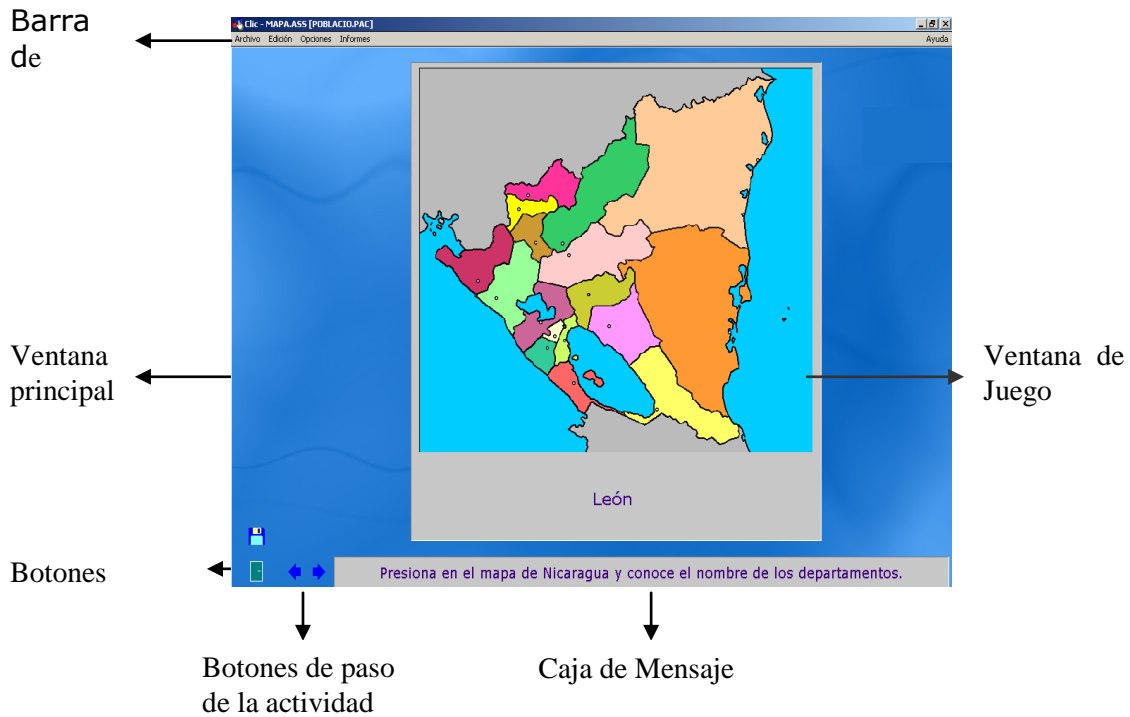 Barra
de
Clic - MAPA.ASS [POBLACIO.PAC]
Archivo Edición Opciones Informes Ayuda
Ventana
principal
Ventana de
Juego
León
Botones
Presiona en el mapa de Nicaragua y conoce el nombre de los departamentos.
Botones de paso
de la actividad
Caja de Mensaje